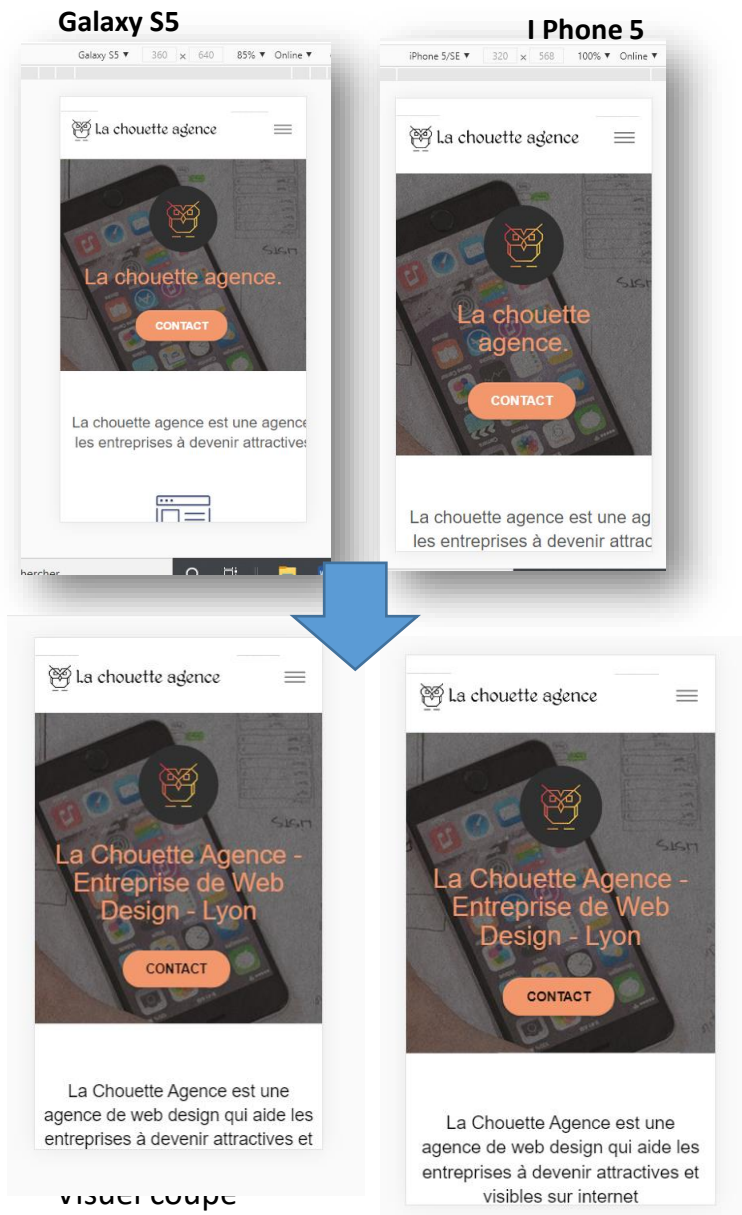 Galaxy S5
I Phone 5
Galaxy S5 ▼ 360 x 640 85% ▼ Online ▼
iPhone 5/SE ▼ 320 x 568 100% ▼ Online ▼
La chouette agence
La chouette agence.
CONTACT
La chouette agence est une agence
les entreprises à devenir attractives
La chouette agence
La chouette
agence.
CONTACT
La chouette agence est une ag
les entreprises à devenir attrac
hercher
La chouette agence
La Chouette Agence -
Entreprise de Web
Design - Lyon
CONTACT
La Chouette Agence est une
agence de web design qui aide les
entreprises à devenir attractives et
La chouette agence
La Chouette Agence -
Entreprise de Web
Design - Lyon
CONTACT
La Chouette Agence est une
agence de web design qui aide les
entreprises à devenir attractives et
visibles sur internet
Visuel coupé